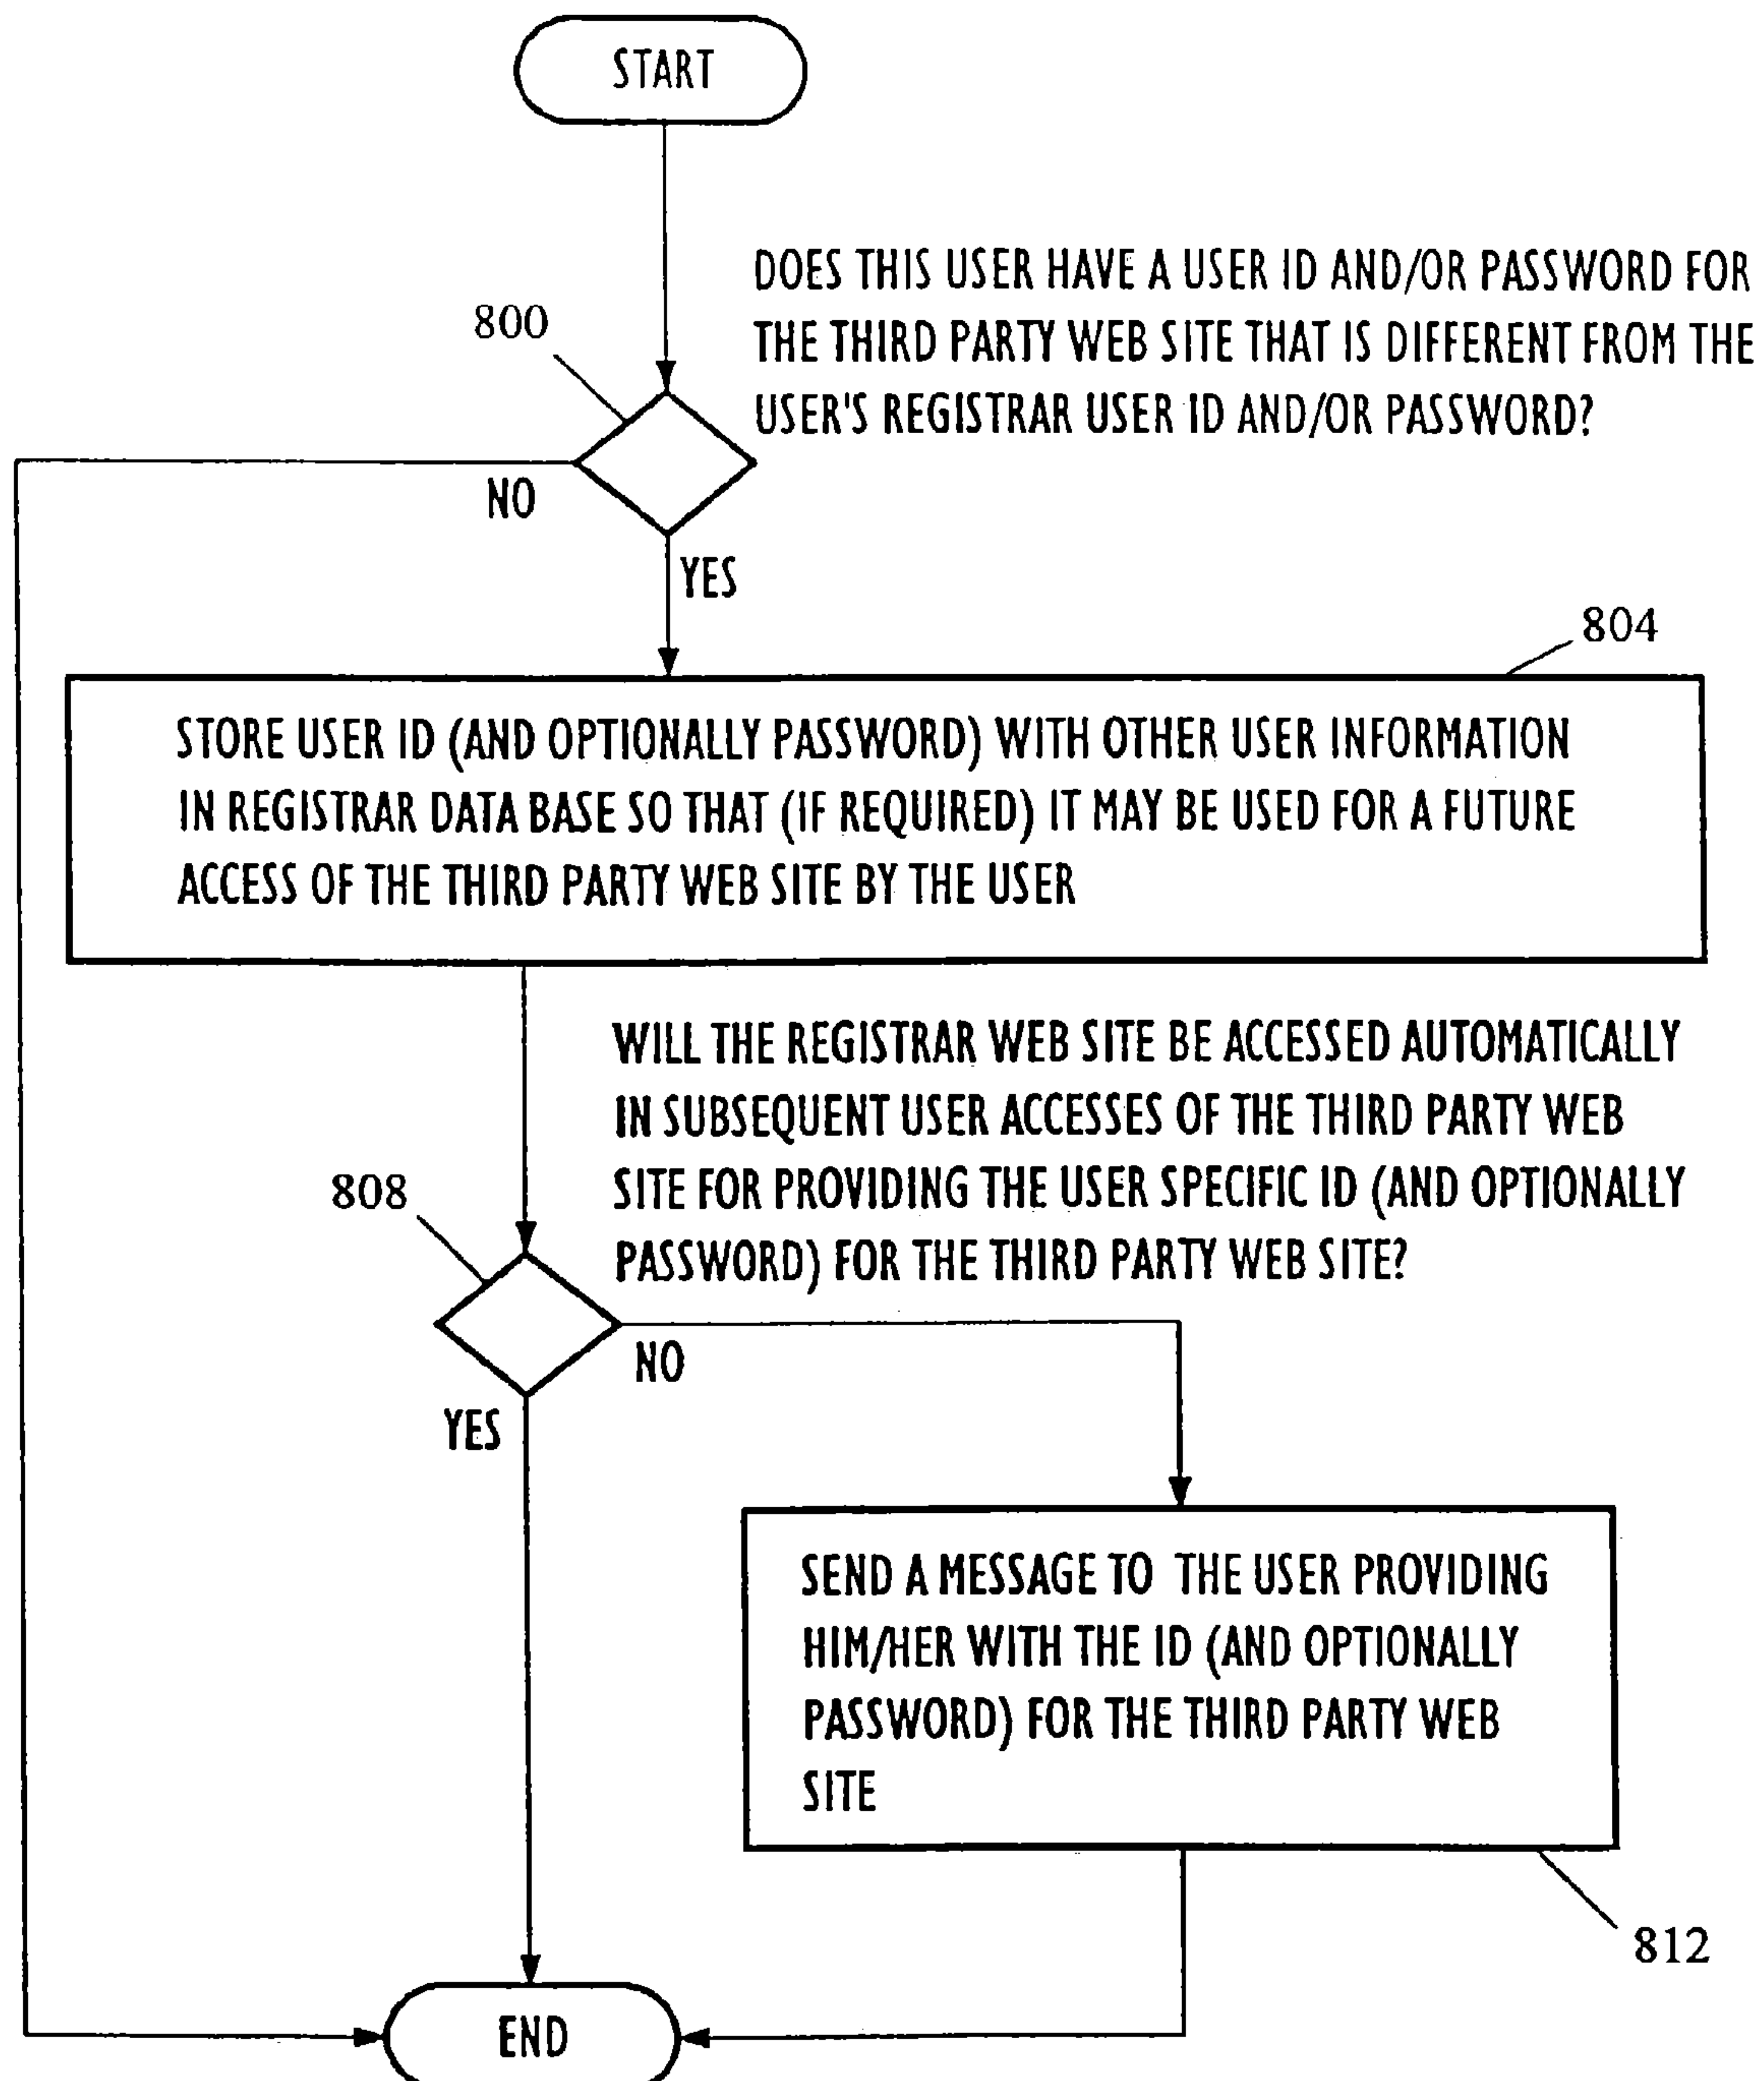 START
DOES THIS USER HAVE A USER ID AND/OR PASSWORD FOR
THE THIRD PARTY WEB SITE THAT IS DIFFERENT FROM THE
USER'S REGISTRAR USER ID AND/OR PASSWORD?
800
NO
YES
804
STORE USER ID (AND OPTIONALLY PASSWORD) WITH OTHER USER INFORMATION
IN REGISTRAR DATA BASE SO THAT (IF REQUIRED) IT MAY BE USED FOR A FUTURE
ACCESS OF THE THIRD PARTY WEB SITE BY THE USER
WILL THE REGISTRAR WEB SITE BE ACCESSED AUTOMATICALLY
IN SUBSEQUENT USER ACCESSES OF THE THIRD PARTY WEB
SITE FOR PROVIDING THE USER SPECIFIC ID (AND OPTIONALLY
PASSWORD) FOR THE THIRD PARTY WEB SITE?
808
NO
YES
SEND A MESSAGE TO THE USER PROVIDING
HIM/HER WITH THE ID (AND OPTIONALLY
PASSWORD) FOR THE THIRD PARTY WEB
SITE
812
END